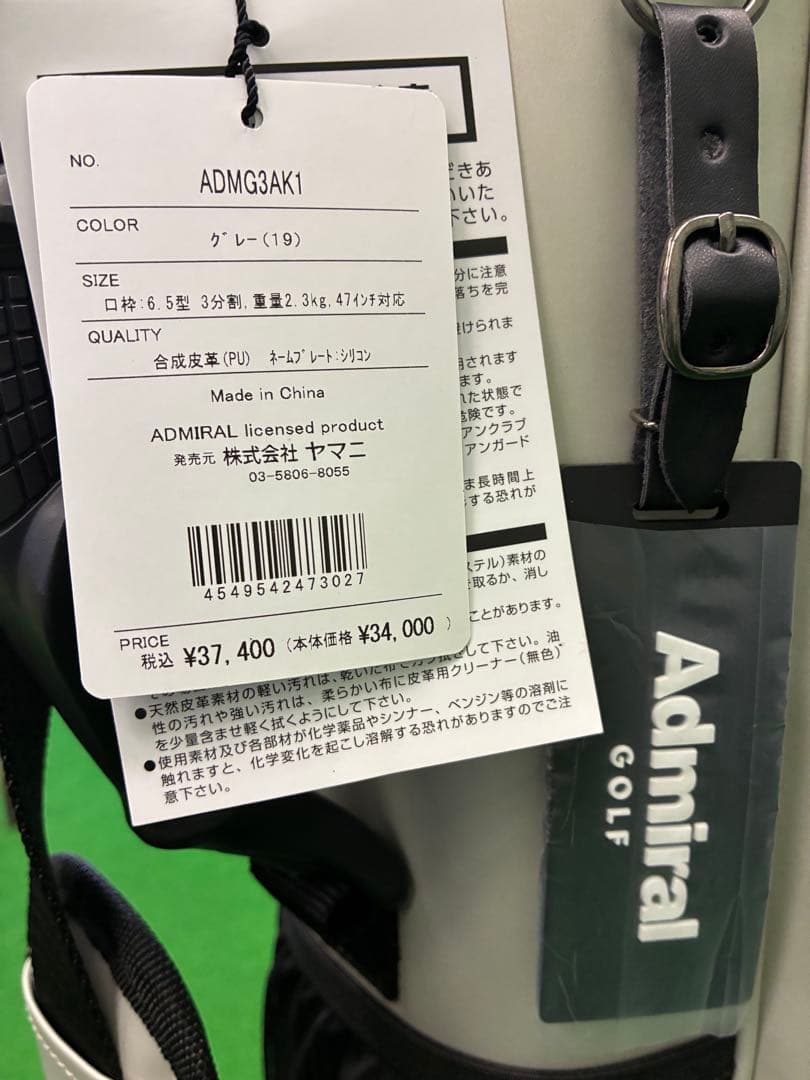 NO.
ADMG3AK1
COLOR
グレー(19)
SIZE
口枠:6.5型 3分割,重量2.3kg,47インチ対応
QUALITY
合成皮革(PU) ネームプレート:シリコン
Made in China
ADMIRAL licensed product
発売元 株式会社 ヤマニ
03-5806-8055
4549542473027
PRICE
税込 ¥37,400 (本体価格 ¥34,000 )
だきあ
いいた
下さい。
分に注意
落ちを完
避けられま
用されます
ます。
れた状態で
危険です。
アンクラブ
アンガード
ま長時間上
する恐れが
ステル)素材の
を取るか、消し
ことがあります。
して下さい。油
●天然皮革素材の軽い汚れは、乾いた布で
性の汚れや強い汚れは、柔らかい布に皮革用クリーナー(無色)
を少量含ませ軽く拭くようにして下さい。
●使用素材及び各部材が化学薬品やシンナー、ベンジン等の溶剤に
触れますと、化学変化を起こし溶解する恐れがありますのでご注
意下さい。
Admiral
GOLF